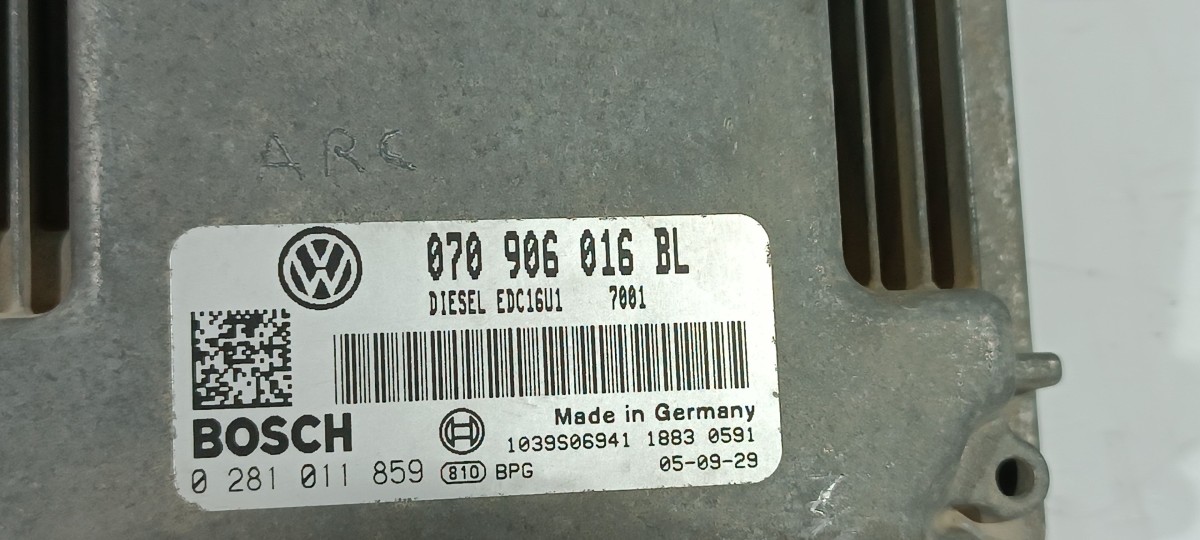 ARC
070 906 016 BL
DIESEL EDC16U1 7001
BOSCH
Made in Germany
1039S06941 1883 0591
0 281 011 859 810 BPG 05-09-29